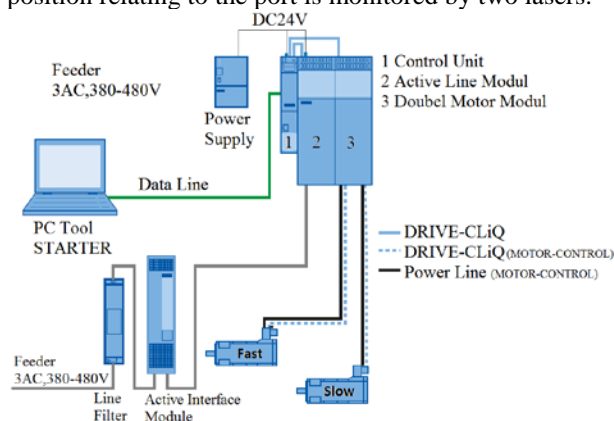 position relating to the port is monitored by two lasers.
DC24V
Feeder
3AC,380-480V
1 Control Unit
2 Active Line Modul
3 Doubel Motor Modul
Power
Supply
1 2 3
Data Line
PC Tool
STARTER
DRIVE-CLiQ
DRIVE-CLiQ(MOTOR-CONTROL)
Power Line (MOTOR-CONTROL)
Fast
Slow
Feeder
3AC,380-480V
Line
Filter
Active Interface
Module